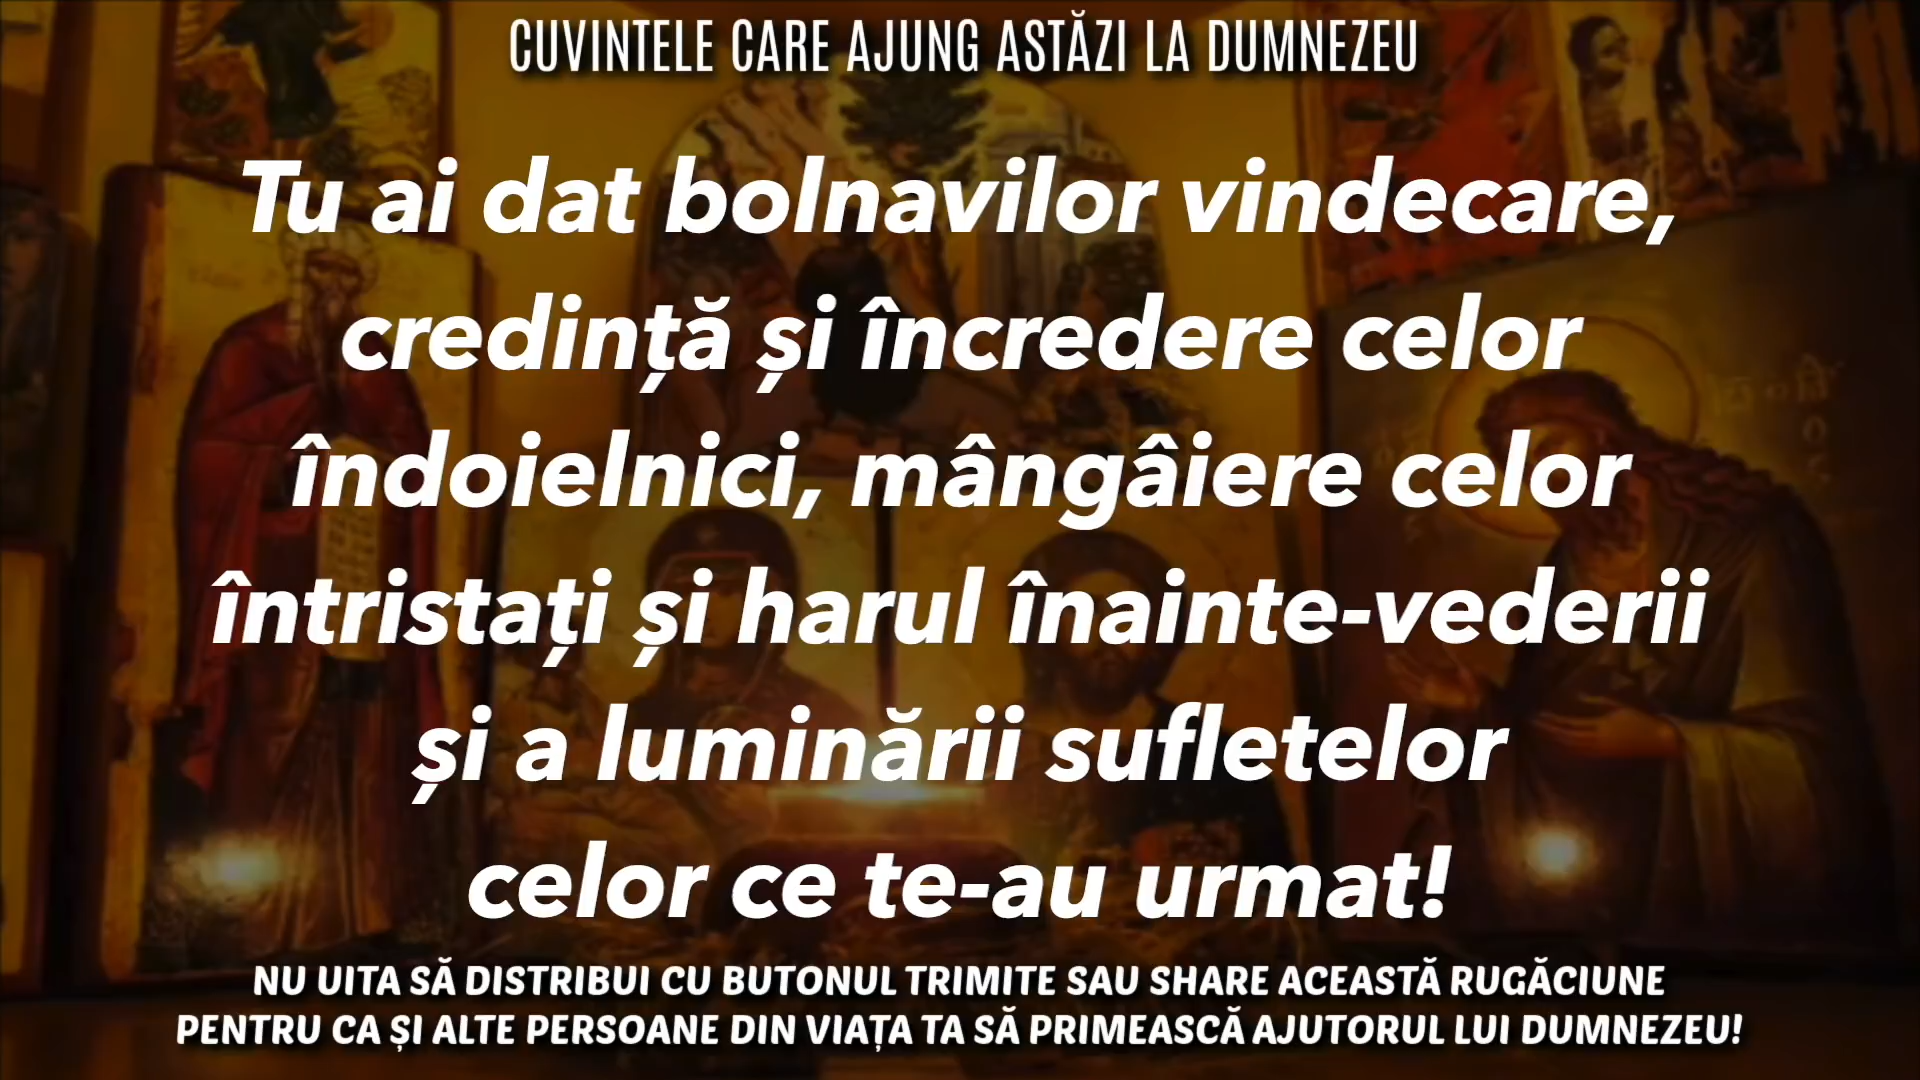 CUVINTELE CARE AJUNG ASTĂZI LA DUMNEZEU
Tu ai dat bolnavilor vindecare,
credință și încredere celor
îndoielnici, mângâiere celor
întristați și harul înainte-vederii
și a luminării sufletelor
celor ce te-au urmat!
NU UITA SĂ DISTRIBUI CU BUTONUL TRIMITE SAU SHARE ACEASTĂ RUGĂCIUNE
PENTRU CA ȘI ALTE PERSOANE DIN VIAȚA TA SĂ PRIMEASCĂ AJUTORUL LUI DUMNEZEU!